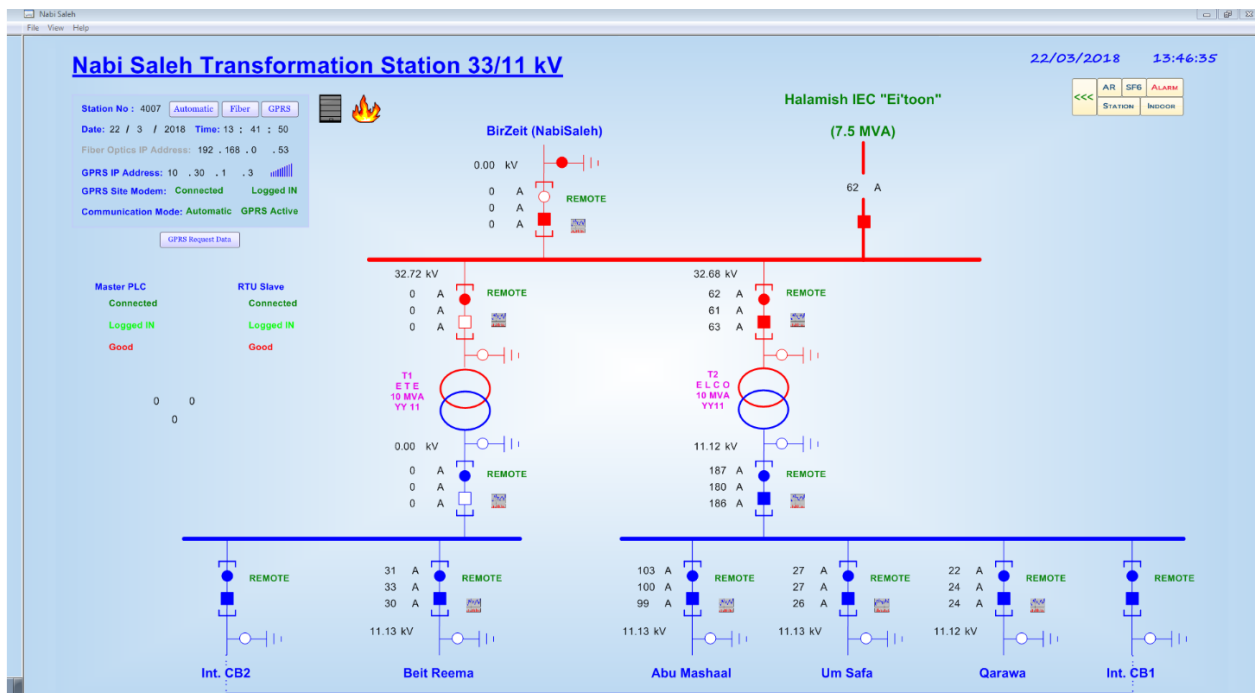 Nabi Saleh
File View Help
Nabi Saleh Transformation Station 33/11 kV
22/03/2018 13:46:35
Station No : 4007 Automatic Fiber GPRS
Date: 22 / 3 / 2018 Time: 13 : 41 : 50
Fiber Optics IP Address: 192 . 168 . 0 . 53
GPRS IP Address: 10 . 30 . 1 . 3
GPRS Site Modem: Connected Logged IN
Communication Mode: Automatic GPRS Active
GPRS Request Data
<<< AR SF6 ALARM
STATION INDOOR
Halamish IEC "Ei'toon"
(7.5 MVA)
62 A
BirZeit (NabiSaleh)
0.00 kV
0 A REMOTE
0 A
0 A
Master PLC RTU Slave
Connected Connected
Logged IN Logged IN
Good Good
0 0
0
32.72 kV
0 A REMOTE
0 A
0 A
T1
E T E
10 MVA
YY 11
0.00 kV
0 A REMOTE
0 A
0 A
32.68 kV
62 A REMOTE
61 A
63 A
T2
E L C O
10 MVA
YY11
11.12 kV
187 A REMOTE
180 A
186 A
REMOTE
Int. CB2
31 A REMOTE
33 A
30 A
11.13 kV
Beit Reema
103 A REMOTE
100 A
99 A
11.13 kV
Abu Mashaal
27 A REMOTE
27 A
26 A
11.13 kV
Um Safa
22 A REMOTE
24 A
24 A
11.12 kV
Qarawa
REMOTE
Int. CB1